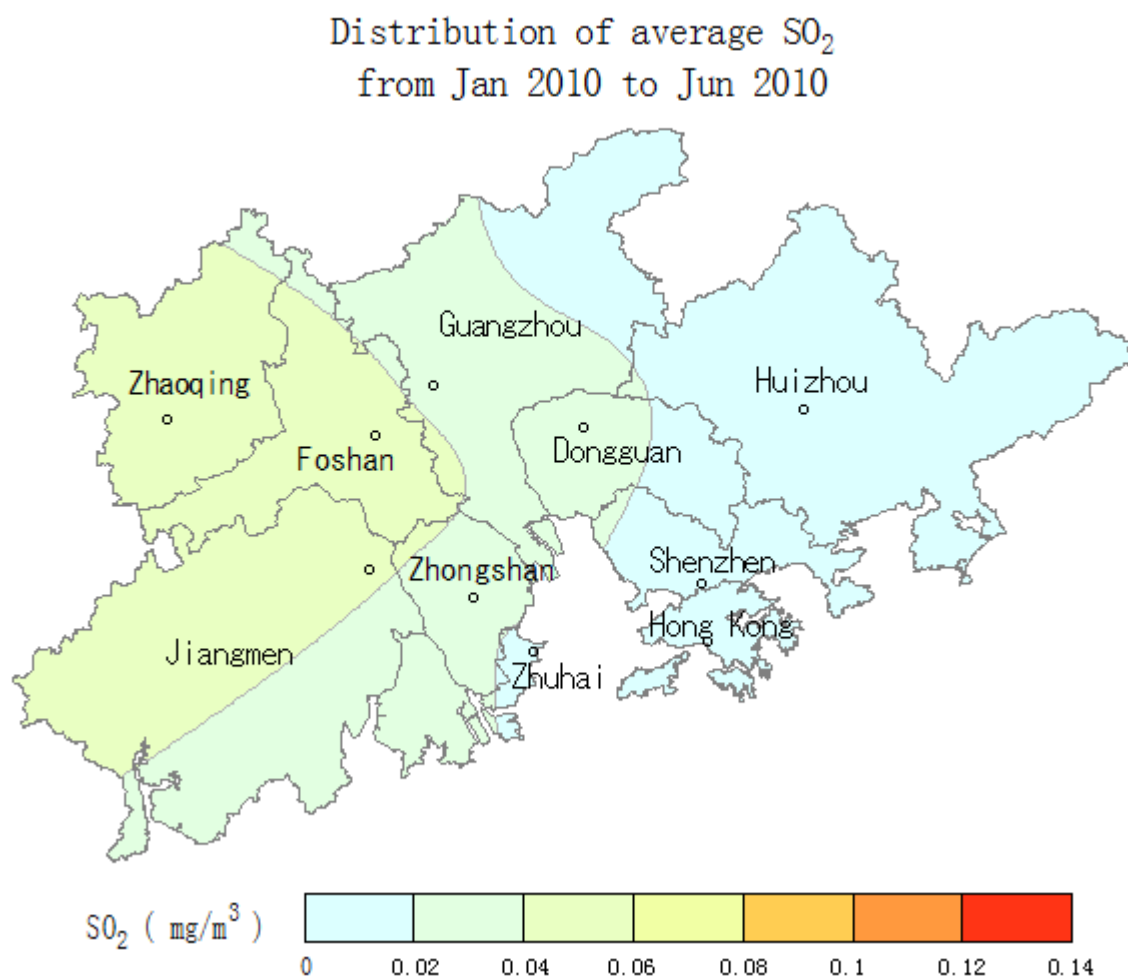 Distribution of average SO₂
from Jan 2010 to Jun 2010
Guangzhou
Zhaoqing
Huizhou
Foshan
Dongguan
Zhongshan
Shenzhen
Hong Kong
Jiangmen
Zhuhai
SO₂ ( mg/m³ )
0 0.02 0.04 0.06 0.08 0.1 0.12 0.14